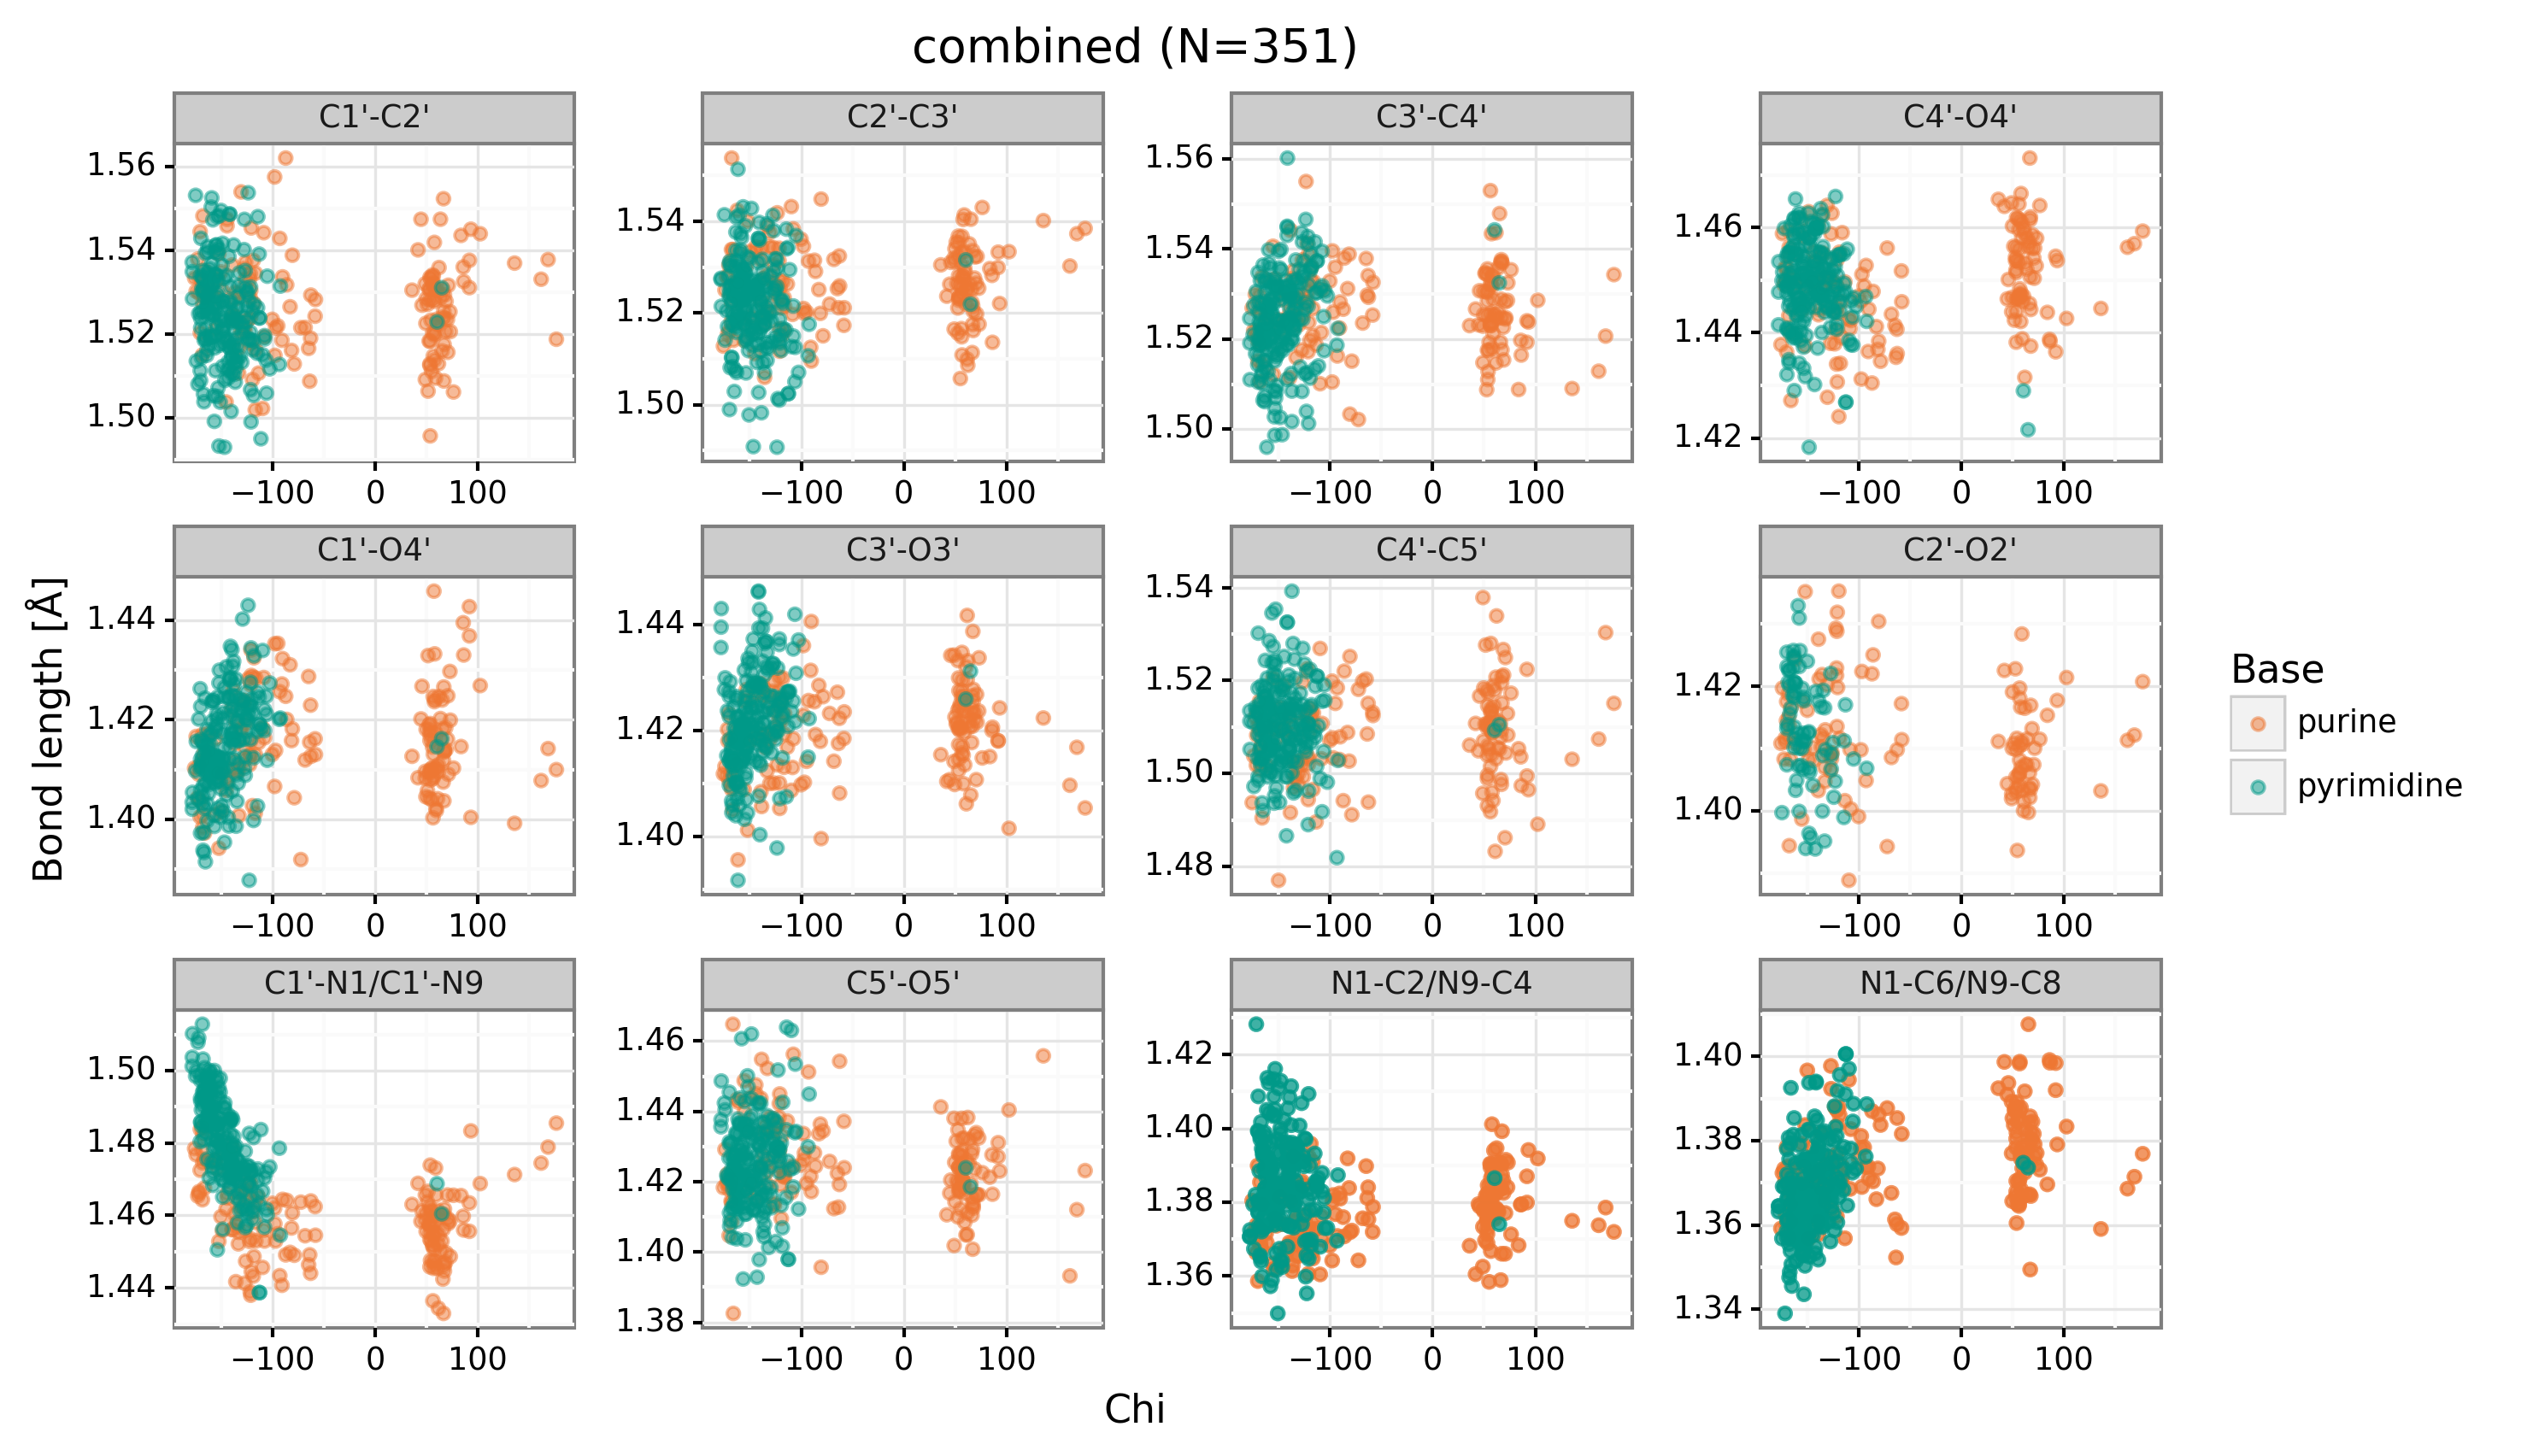 combined (N=351)
C1'-C2' C2'-C3' C3'-C4' C4'-O4'
1.56 1.54 1.52 1.50
1.54 1.52 1.50
1.56 1.54 1.52 1.50
1.46 1.44 1.42
−100 0 100 −100 0 100 −100 0 100 −100 0 100
C1'-O4' C3'-O3' C4'-C5' C2'-O2'
1.44 1.42 1.40
1.44 1.42 1.40
1.54 1.52 1.50 1.48
1.42 1.40
−100 0 100 −100 0 100 −100 0 100 −100 0 100
C1'-N1/C1'-N9 C5'-O5' N1-C2/N9-C4 N1-C6/N9-C8
1.50 1.48 1.46 1.44
1.46 1.44 1.42 1.40 1.38
1.42 1.40 1.38 1.36
1.40 1.38 1.36 1.34
−100 0 100 −100 0 100 −100 0 100 −100 0 100
Bond length [Å]
Chi
Base
purine
pyrimidine